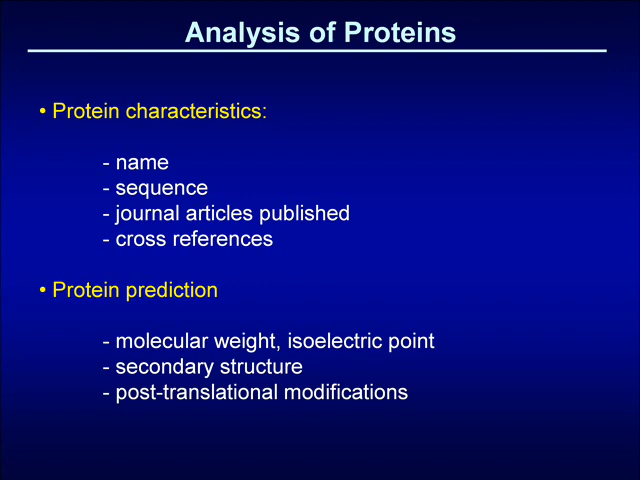 Analysis of Proteins
• Protein characteristics:
- name
- sequence
- journal articles published
- cross references
• Protein prediction
- molecular weight, isoelectric point
- secondary structure
- post-translational modifications